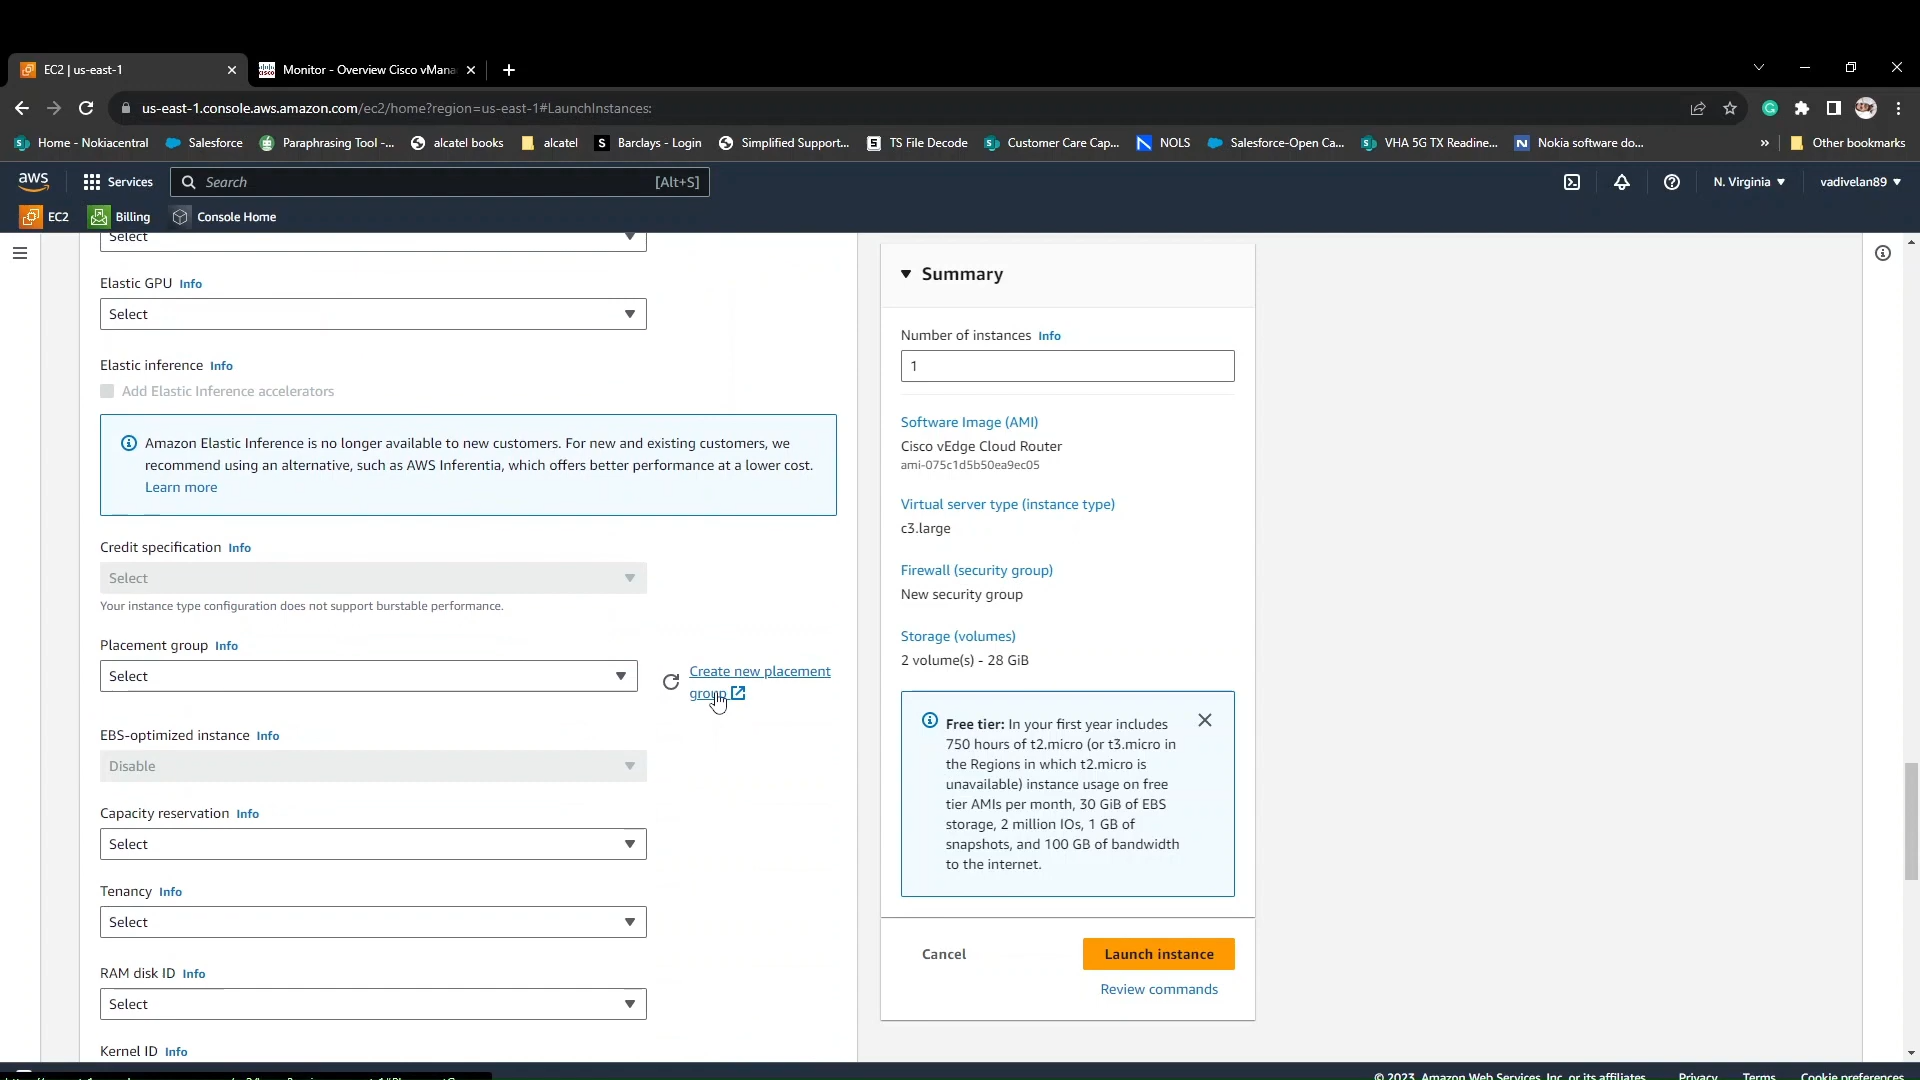 EC2 | us-east-1
Monitor - Overview Cisco vMana
us-east-1.console.aws.amazon.com/ec2/home?region=us-east-1#LaunchInstances:
Home - Nokiacentral
Salesforce
Paraphrasing Tool -...
alcatel books
alcatel
S Barclays - Login
Simplified Support...
TS File Decode
Customer Care Cap...
NOLS
Salesforce-Open Ca...
VHA 5G TX Readine...
Nokia software do...
»
Other bookmarks
aws
Services
Search
[Alt+S]
N. Virginia
vadivelan89
EC2
Billing
Console Home
Select
Elastic GPU Info
Select
Elastic inference Info
Add Elastic Inference accelerators
Amazon Elastic Inference is no longer available to new customers. For new and existing customers, we
recommend using an alternative, such as AWS Inferentia, which offers better performance at a lower cost.
Learn more
Credit specification Info
Select
Your instance type configuration does not support burstable performance.
Placement group Info
Select
Create new placement
group
EBS-optimized instance Info
Disable
Capacity reservation Info
Select
Tenancy Info
Select
RAM disk ID Info
Select
Kernel ID Info
Summary
Number of instances Info
1
Software Image (AMI)
Cisco vEdge Cloud Router
ami-075c1d5b50ea9ec05
Virtual server type (instance type)
c3.large
Firewall (security group)
New security group
Storage (volumes)
2 volume(s) - 28 GiB
Free tier: In your first year includes
750 hours of t2.micro (or t3.micro in
the Regions in which t2.micro is
unavailable) instance usage on free
tier AMIs per month, 30 GiB of EBS
storage, 2 million IOs, 1 GB of
snapshots, and 100 GB of bandwidth
to the internet.
Cancel
Launch instance
Review commands
© 2023, Amazon Web Services, Inc. or its affiliates.
Privacy
Terms
Cookie preferences